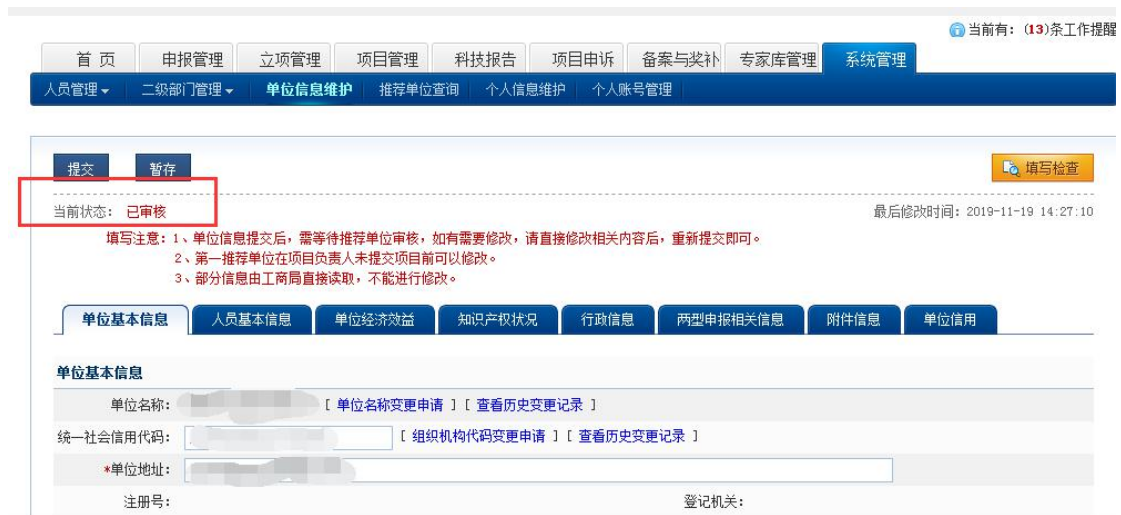 当前有：(13)条工作提醒
首 页 申报管理 立项管理 项目管理 科技报告 项目申诉 备案与奖补 专家库管理 系统管理
人员管理 二级部门管理 单位信息维护 推荐单位查询 个人信息维护 个人账号管理
提交 暂存 填写检查
当前状态： 已审核 最后修改时间：2019-11-19 14:27:10
填写注意：1、单位信息提交后，需等待推荐单位审核，如有需要修改，请直接修改相关内容后，重新提交即可。
2、第一推荐单位在项目负责人未提交项目前可以修改。
3、部分信息由工商局直接读取，不能进行修改。
单位基本信息 人员基本信息 单位经济效益 知识产权状况 行政信息 两型申报相关信息 附件信息 单位信用
单位基本信息
单位名称： [ 单位名称变更申请 ] [ 查看历史变更记录 ]
统一社会信用代码： [ 组织机构代码变更申请 ] [ 查看历史变更记录 ]
*单位地址：
注册号： 登记机关：